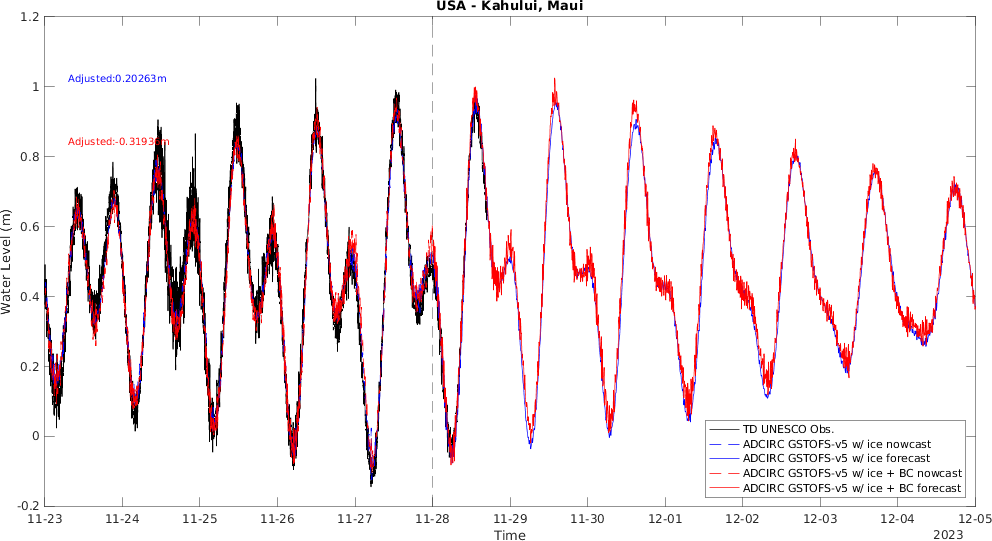 USA - Kahului, Maui
1.2
1
0.8
0.6
0.4
0.2
0
-0.2
Water Level (m)
Adjusted:0.20263m
11-23
11-24
11-25
11-26
11-27
11-28
11-29
11-30
12-01
12-02
12-03
12-04
12-05
2023
Time
TD UNESCO Obs.
ADCIRC GSTOFS-v5 w/ ice nowcast
ADCIRC GSTOFS-v5 w/ ice forecast
ADCIRC GSTOFS-v5 w/ ice + BC nowcast
ADCIRC GSTOFS-v5 w/ ice + BC forecast